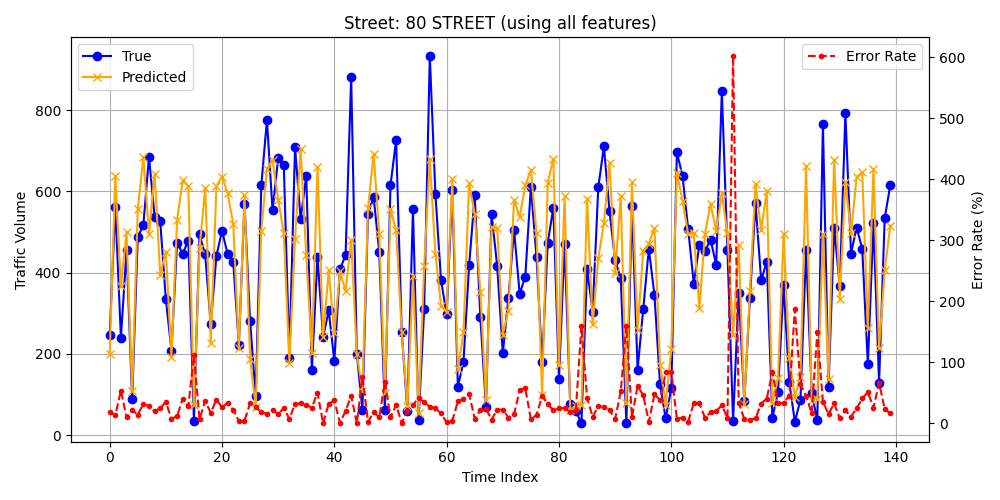 Street: 80 STREET (using all features)
True
Predicted
Error Rate
Traffic Volume
800
600
400
200
0
600
500
400
300
200
100
0
Error Rate (%)
0 20 40 60 80 100 120 140
Time Index